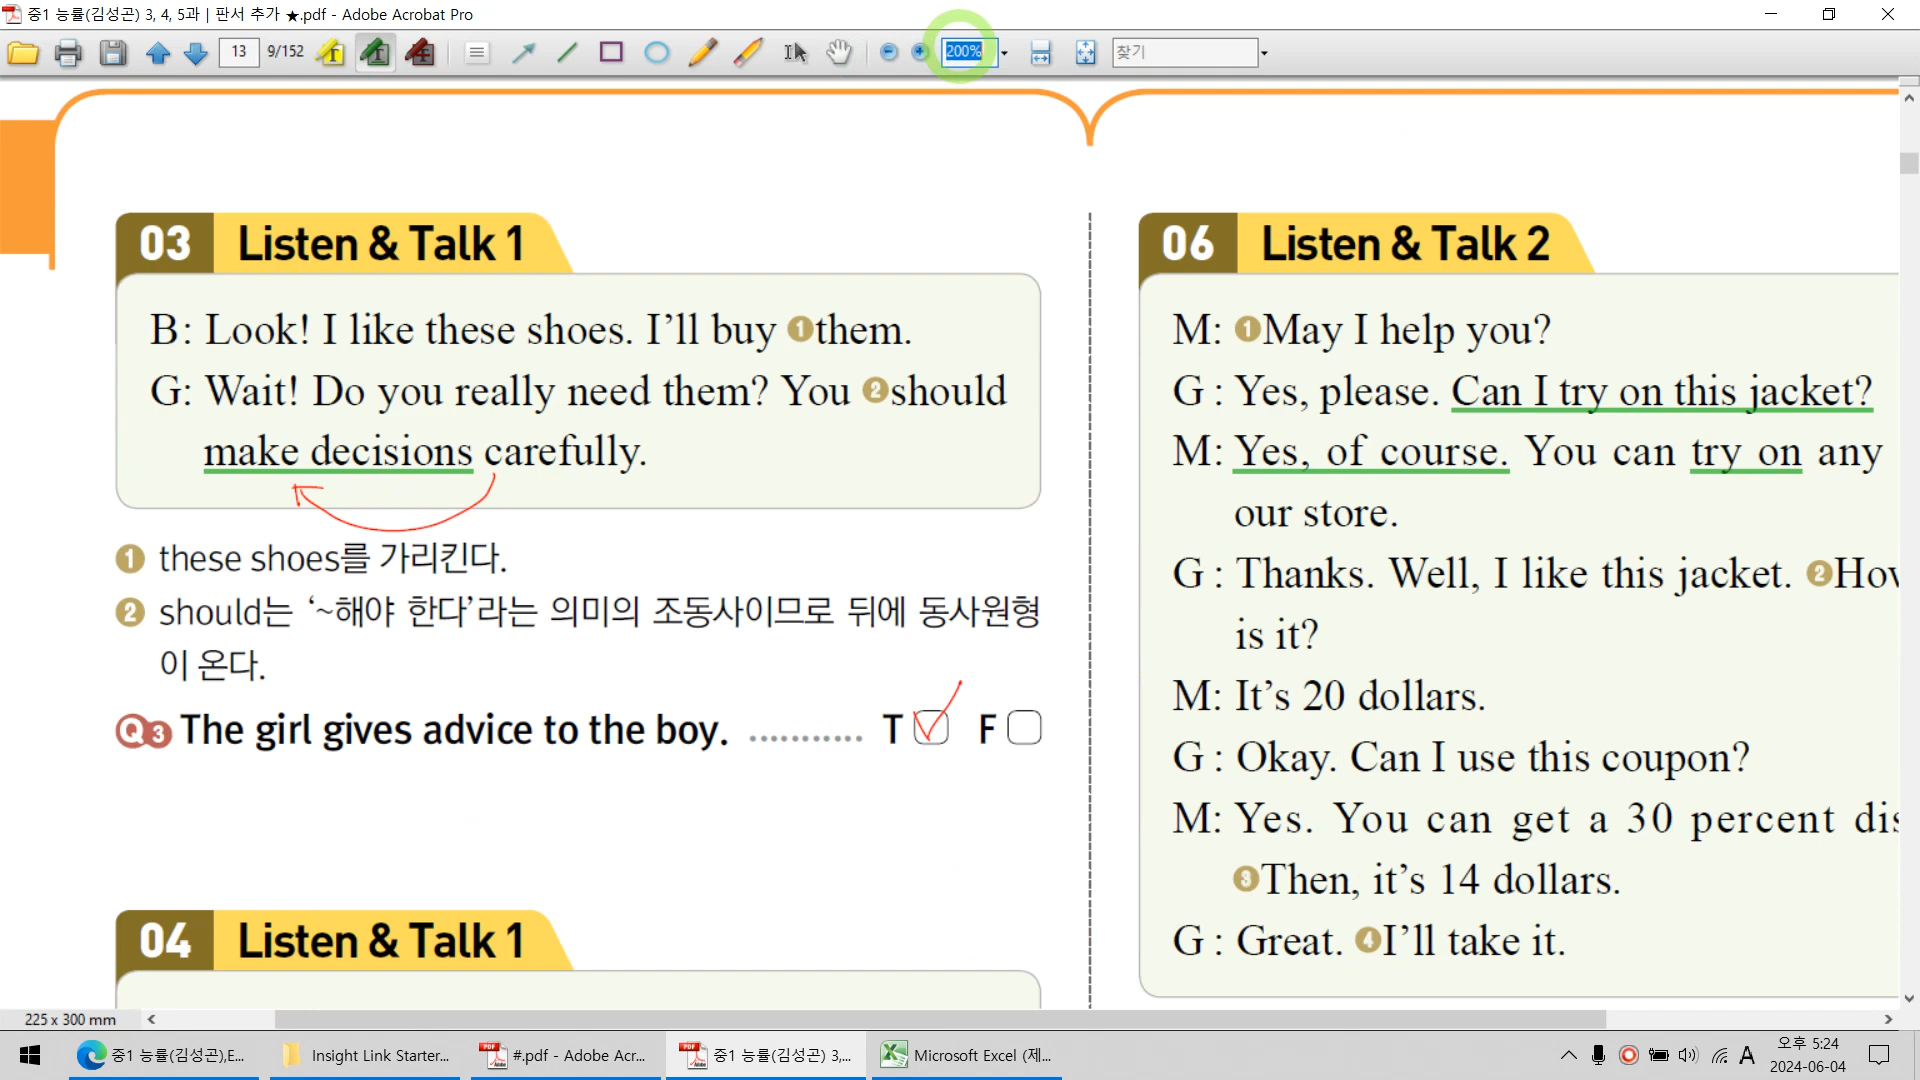 중1 능률(김성곤) 3, 4, 5과 | 판서 추가 ★.pdf - Adobe Acrobat Pro
13 9/152 200% 찾기
03 Listen & Talk 1
B: Look! I like these shoes. I'll buy ❶them.
G: Wait! Do you really need them? You ❷should
make decisions carefully.
❶ these shoes를 가리킨다.
❷ should는 '~해야 한다'라는 의미의 조동사이므로 뒤에 동사원형
이 온다.
Q3 The girl gives advice to the boy. ........... T F
04 Listen & Talk 1
06 Listen & Talk 2
M: ❶May I help you?
G : Yes, please. Can I try on this jacket?
M: Yes, of course. You can try on any
our store.
G : Thanks. Well, I like this jacket. ❷How
is it?
M: It's 20 dollars.
G : Okay. Can I use this coupon?
M: Yes. You can get a 30 percent dis
❸Then, it's 14 dollars.
G : Great. ❹I'll take it.
225 x 300 mm
중1 능률(김성곤),E... Insight Link Starter... #.pdf - Adobe Acr... 중1 능률(김성곤) 3,... Microsoft Excel (제... A 오후 5:24
2024-06-04